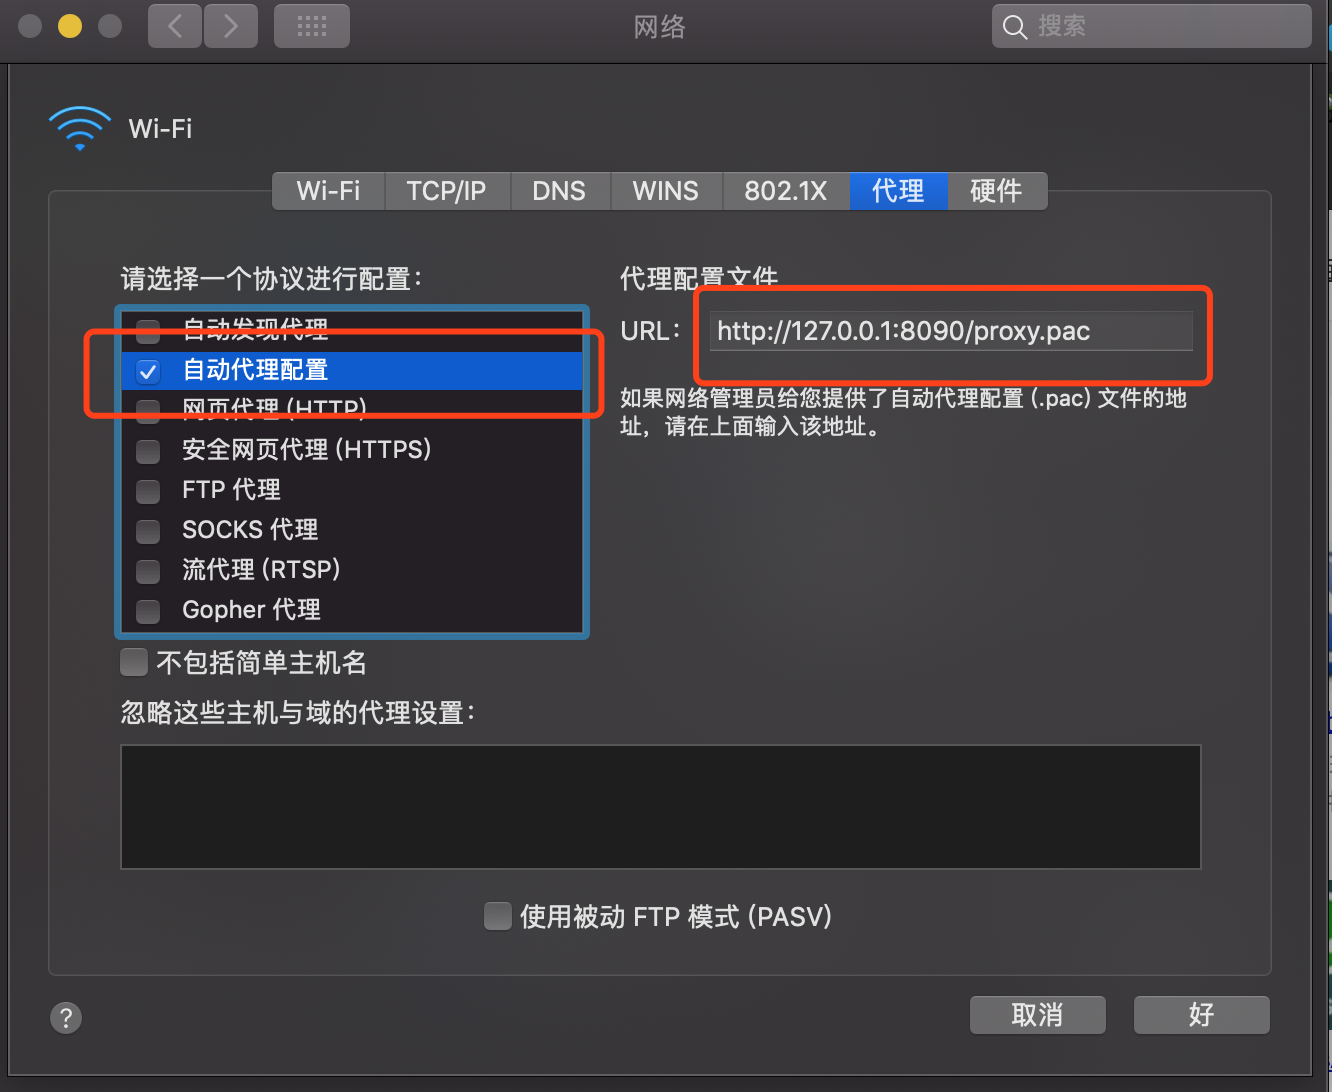 网络
搜索
Wi-Fi
Wi-Fi
TCP/IP
DNS
WINS
802.1X
代理
硬件
请选择一个协议进行配置：
自动发现代理
自动代理配置
网页代理 (HTTP)
安全网页代理 (HTTPS)
FTP 代理
SOCKS 代理
流代理 (RTSP)
Gopher 代理
代理配置文件
URL： http://127.0.0.1:8090/proxy.pac
如果网络管理员给您提供了自动代理配置 (.pac) 文件的地
址，请在上面输入该地址。
不包括简单主机名
忽略这些主机与域的代理设置：
使用被动 FTP 模式 (PASV)
?
取消
好